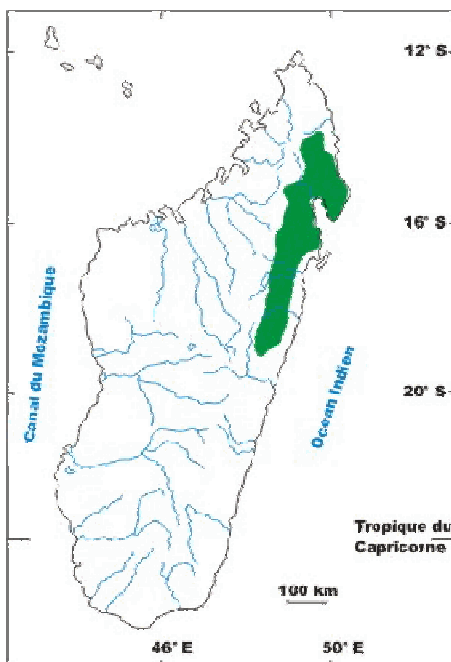 12° S
16° S
Canal du Mozambique
Ocean Indien
20° S
Tropique du
Capricorne
100 km
46° E
50° E